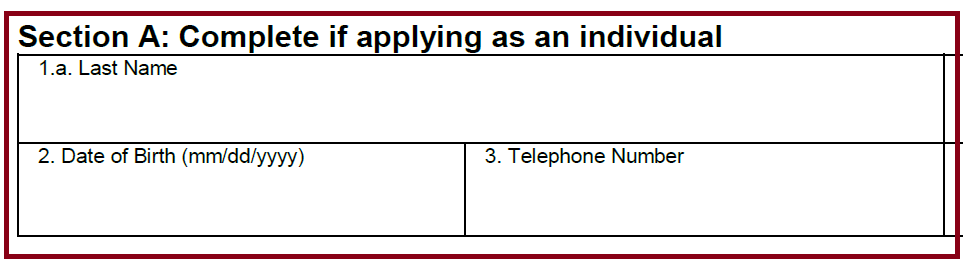 Section A: Complete if applying as an individual
1.a. Last Name
2. Date of Birth (mm/dd/yyyy)
3. Telephone Number